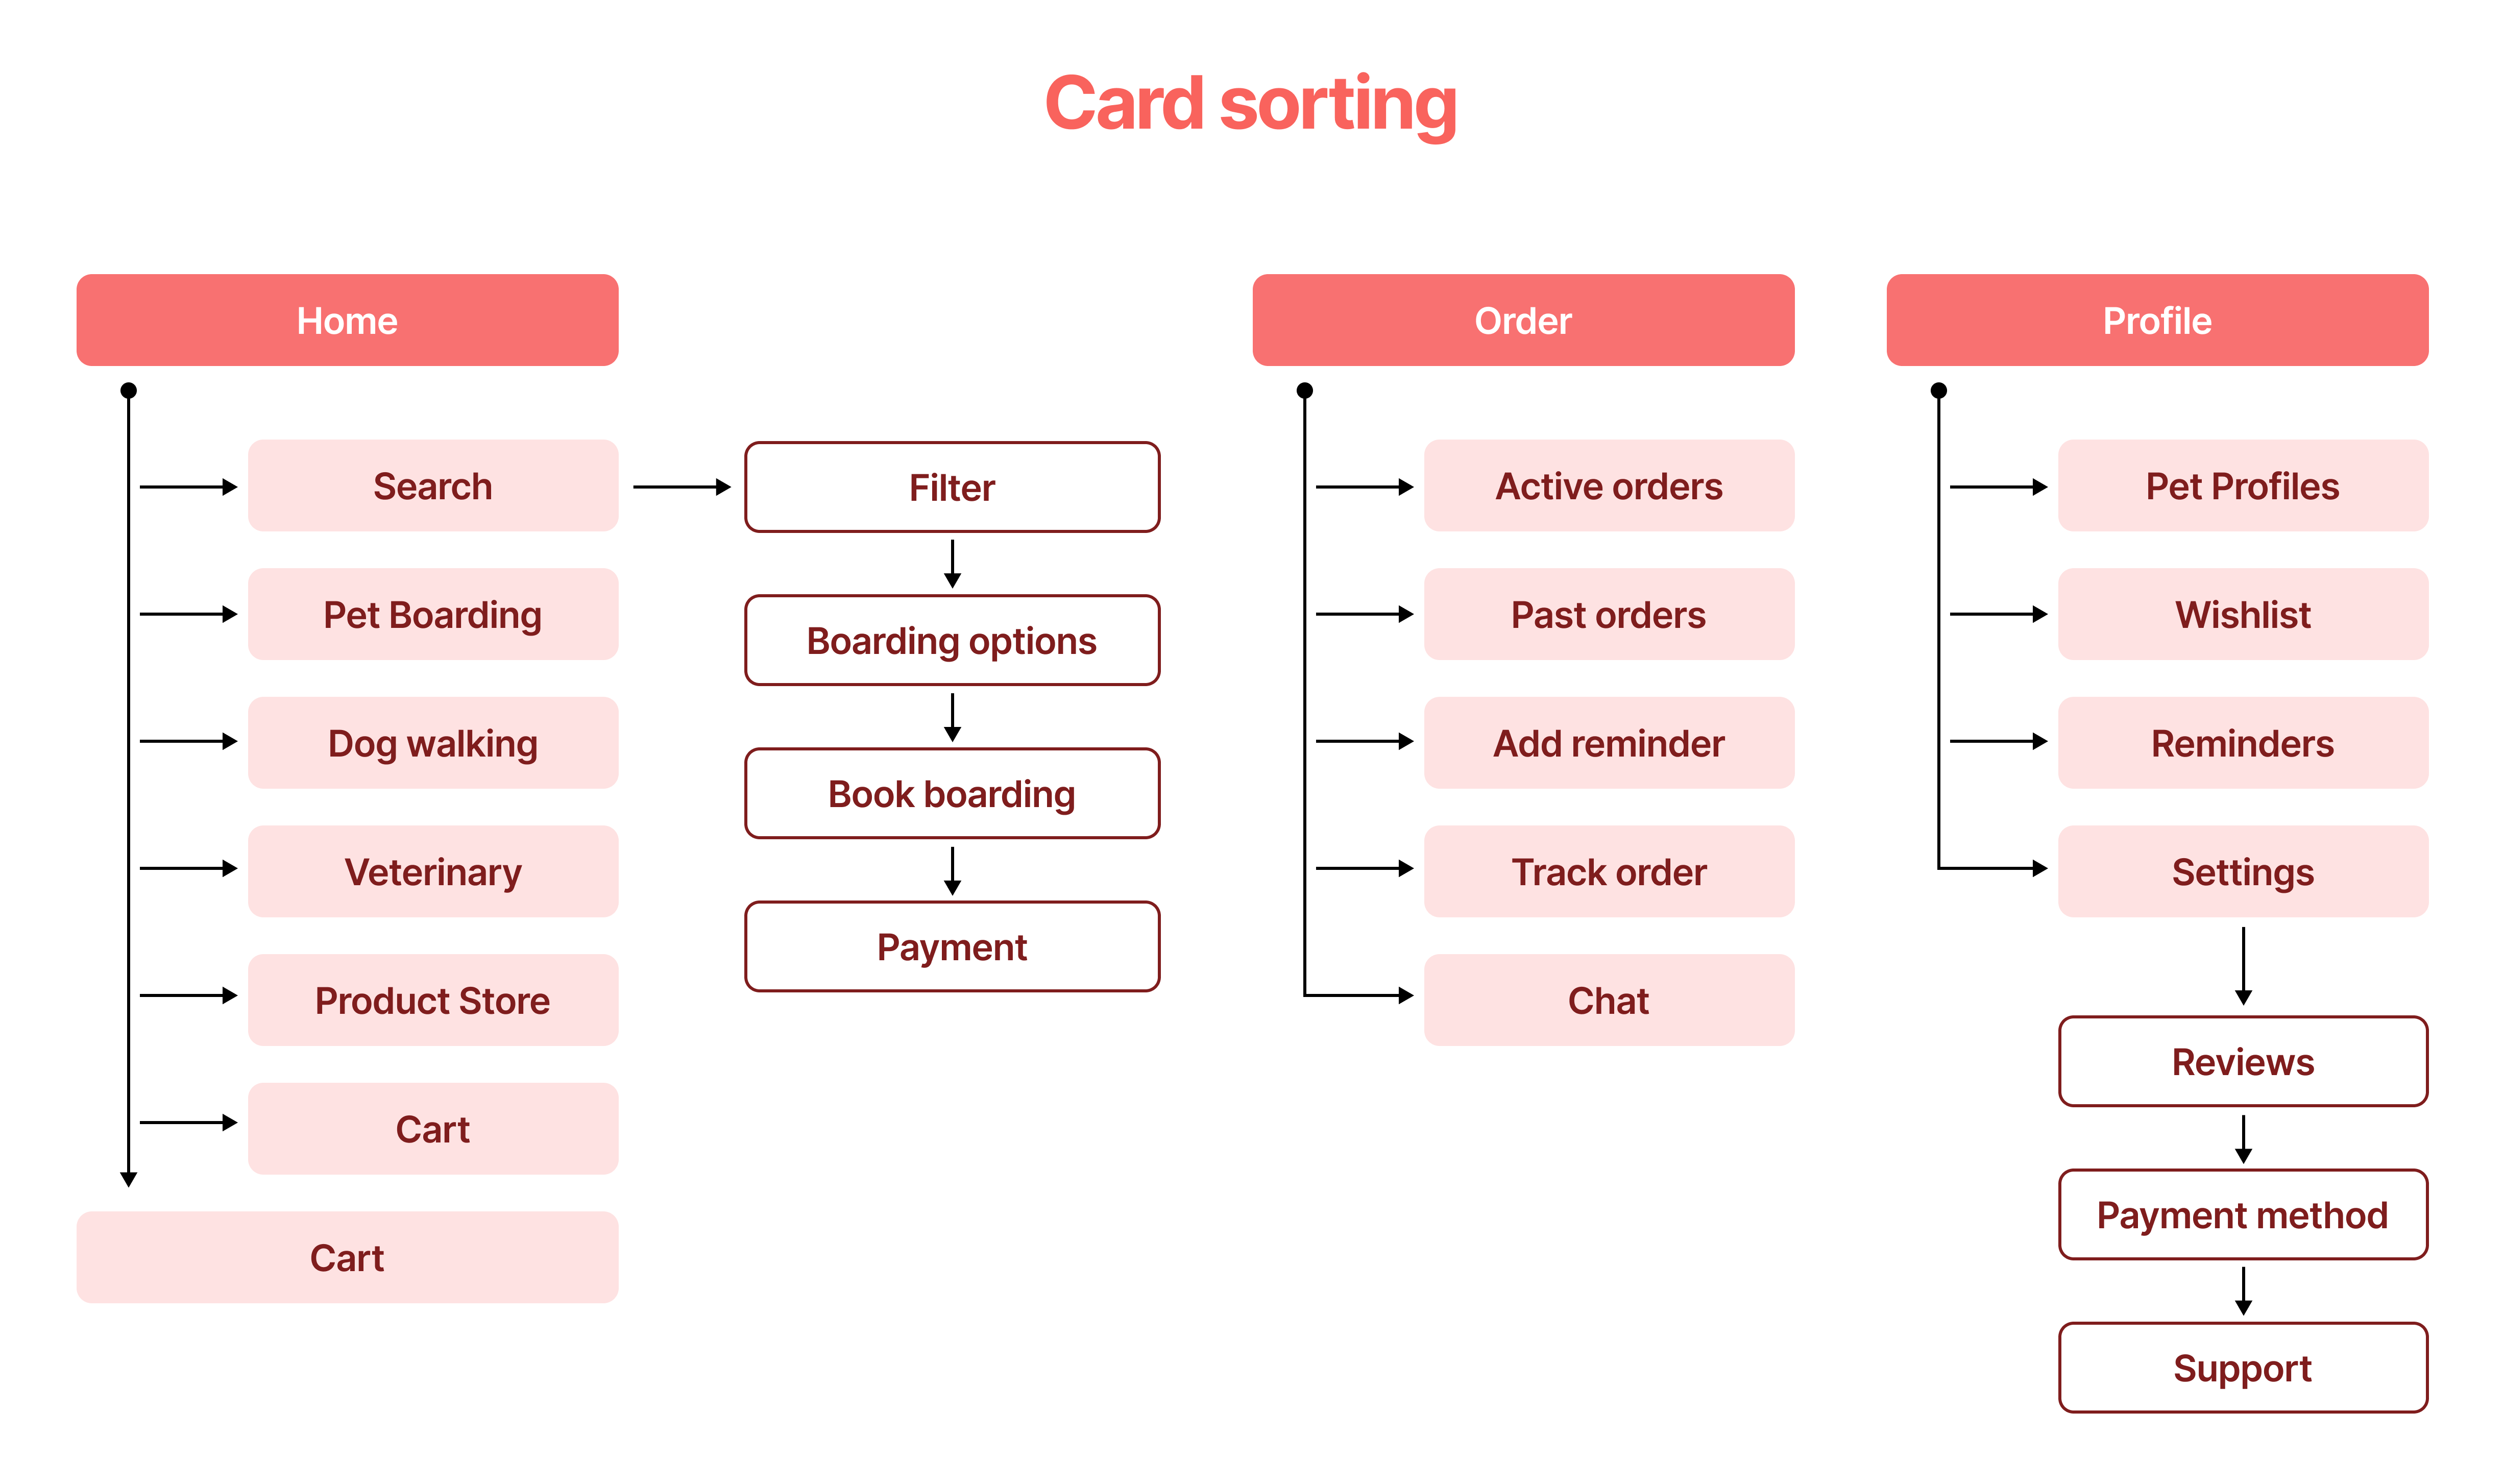 Card sorting
Home
Search
Pet Boarding
Dog walking
Veterinary
Product Store
Cart
Cart
Filter
Boarding options
Book boarding
Payment
Order
Active orders
Past orders
Add reminder
Track order
Chat
Profile
Pet Profiles
Wishlist
Reminders
Settings
Reviews
Payment method
Support